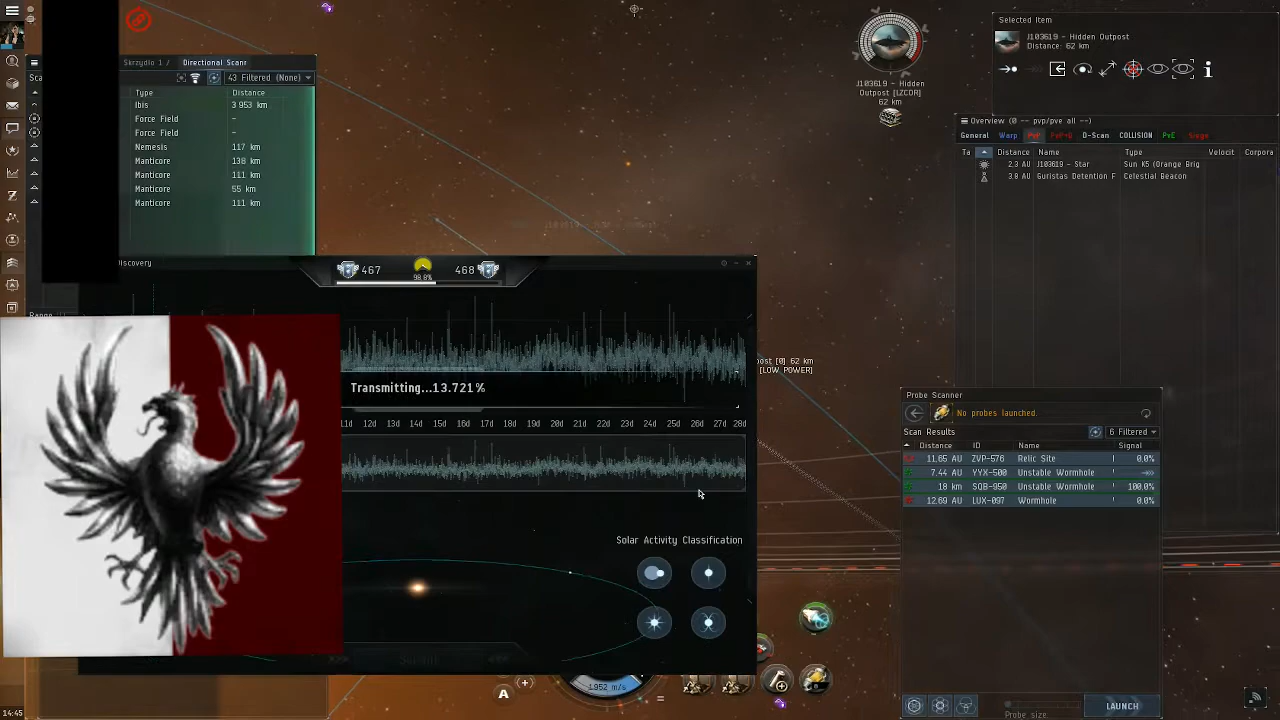 Selected Item
J103619 - Hidden Outpost
Distance: 62 km
Skrzydlo 1 /
Directional Scann
43 Filtered (None)
Type
Distance
Ibis
3 953 km
Force Field
-
Force Field
-
Nemesis
117 km
Manticore
138 km
Manticore
111 km
Manticore
55 km
Manticore
111 km
J103619 - Hidden
Outpost [LZCOR]
62 km
Overview (0 -- pvp/pve all --)
General
Warp
PvP
D-Scan
COLLISION
PvE
Siege
Ta
Distance
Name
Type
Velocit
Corpora
2.3 AU
J103619 - Star
Sun K5 (Orange Brig
3.8 AU
Guristas Detention F
Celestial Beacon
Discovery
467
98.8%
468
Transmitting...13.721%
11d 12d 13d 14d 15d 16d 17d 18d 19d 20d 21d 22d 23d 24d 25d 26d 27d 28d
post [0] 62 km
[LOW_POWER]
Solar Activity Classification
Probe Scanner
No probes launched.
Scan Results
6 Filtered
Distance
ID
Name
Signal
11.65 AU
ZVP-576
Relic Site
0.0%
7.44 AU
YYX-500
Unstable Wormhole
18 km
SQB-950
Unstable Wormhole
100.0%
12.69 AU
LUX-097
Wormhole
0.0%
A
1.952 m/s
Probe size
LAUNCH
14:45